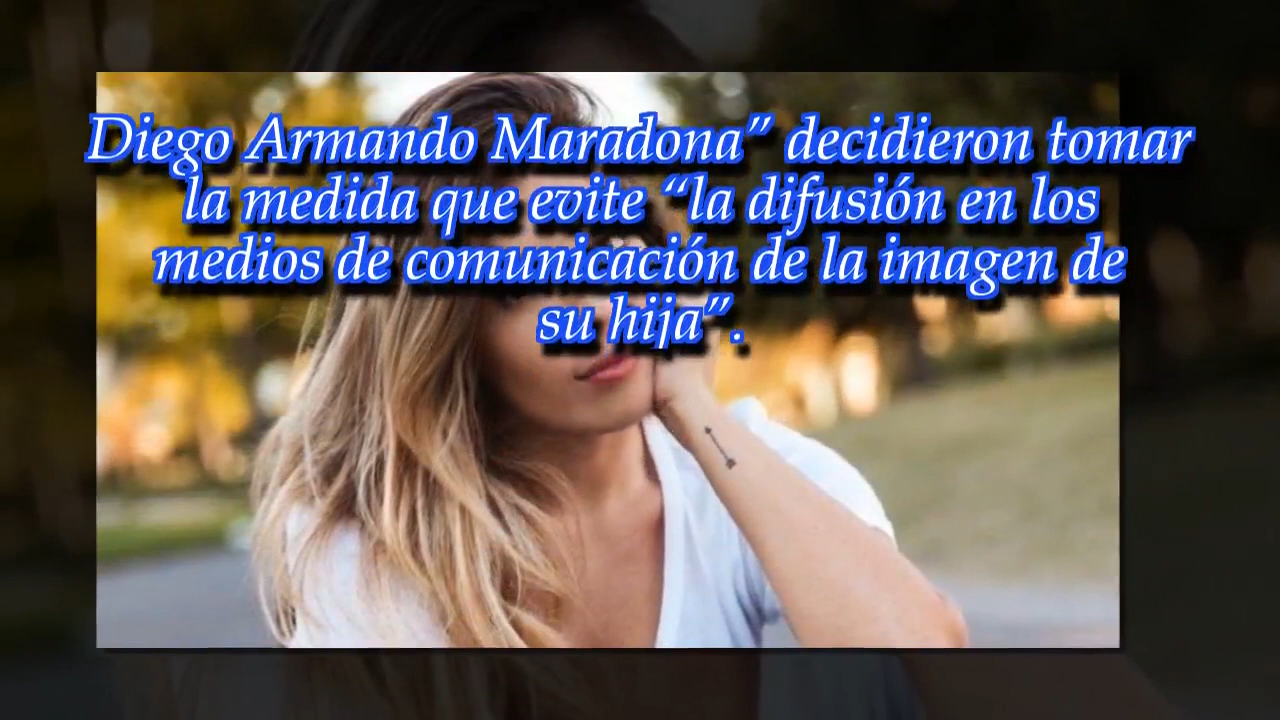 Diego Armando Maradona” decidieron tomar
la medida que evite “la difusión en los
medios de comunicación de la imagen de
su hija”.